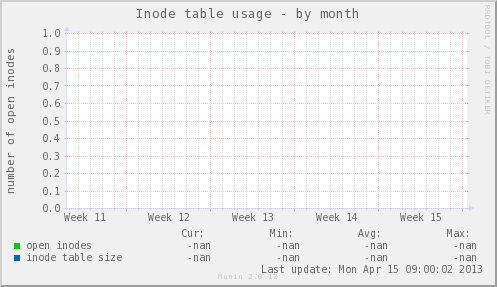 Inode table usage - by month
RRDTOOL / TOBI OETIKER
number of open inodes
1.0
0.9
0.8
0.7
0.6
0.5
0.4
0.3
0.2
0.1
0.0
Week 11 Week 12 Week 13 Week 14 Week 15
Cur: Min: Avg: Max:
open inodes -nan -nan -nan -nan
inode table size -nan -nan -nan -nan
Last update: Mon Apr 15 09:00:02 2013
Munin 2.0.12